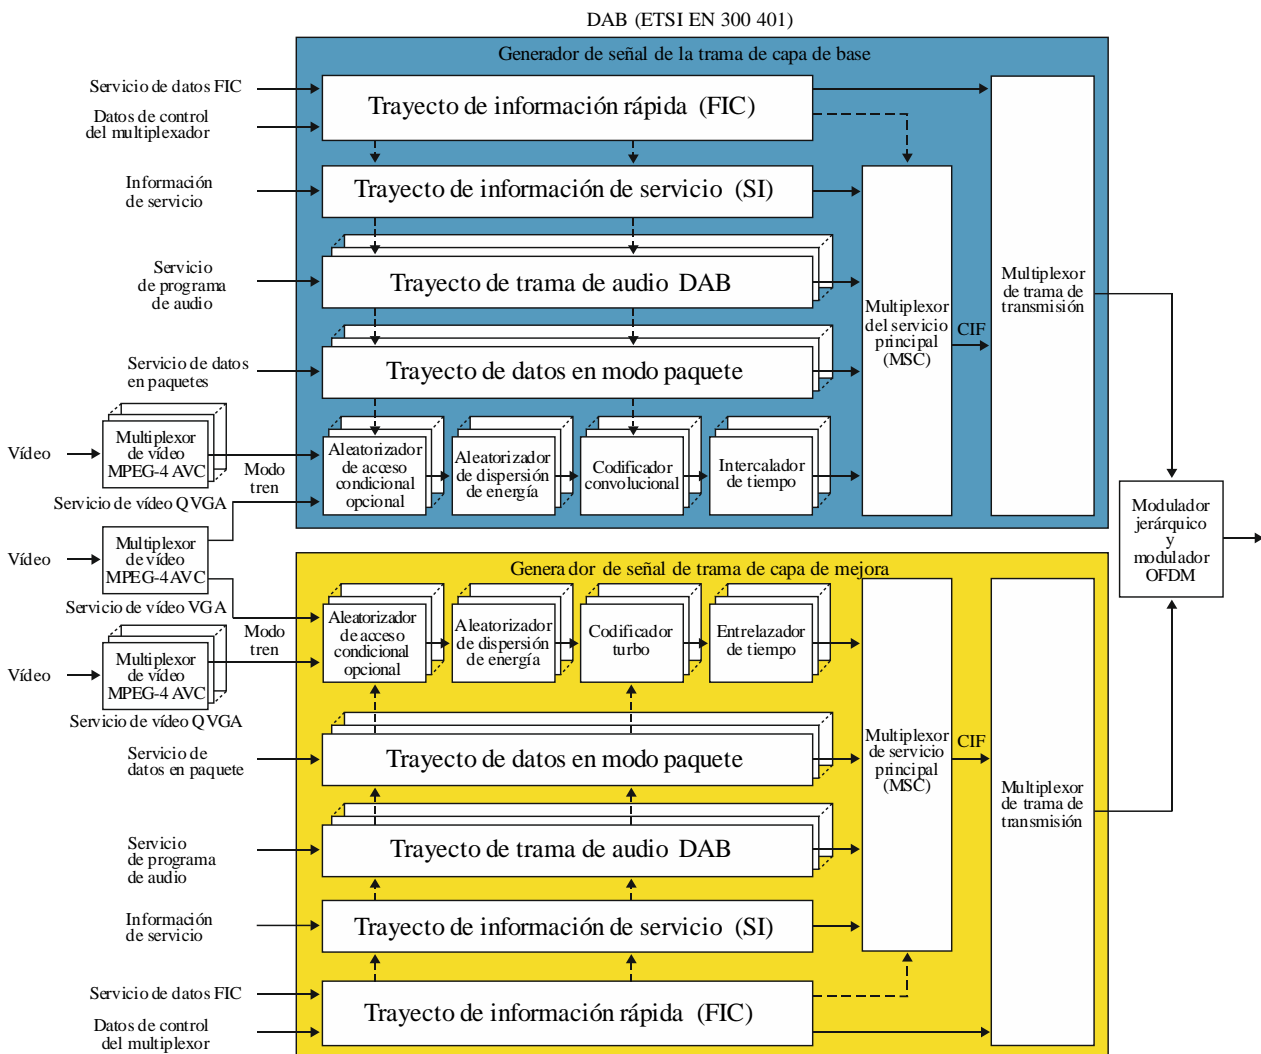 DAB (ETSI EN 300 401)
Generador de señal de la trama de capa de base
Servicio de datos FIC
Datos de control
del multiplexador
Trayecto de información rápida (FIC)
Información
de servicio
Trayecto de información de servicio (SI)
Servicio
de programa
de audio
Trayecto de trama de audio DAB
Servicio de datos
en paquetes
Trayecto de datos en modo paquete
Multiplexor
del servicio
principal
(MSC)
CIF
Multiplexor
de trama de
transmisión
Vídeo
Multiplexor
de vídeo
MPEG-4 AVC
Servicio de vídeo QVGA
Modo
tren
Aleatorizador
de acceso
condicional
opcional
Aleatorizador
de dispersión
de energía
Codificador
convolucional
Intercalador
de tiempo
Vídeo
Multiplexor
de vídeo
MPEG-4 AVC
Servicio de vídeo VGA
Modulador
jerárquico
y
modulador
OFDM
Generador de señal de trama de capa de mejora
Vídeo
Multiplexor
de vídeo
MPEG-4 AVC
Servicio de vídeo QVGA
Modo
tren
Aleatorizador
de acceso
condicional
opcional
Aleatorizador
de dispersión
de energía
Codificador
turbo
Entrelazador
de tiempo
Servicio de
datos en paquete
Trayecto de datos en modo paquete
Multiplexor
de servicio
principal
(MSC)
CIF
Multiplexor
de trama de
transmisión
Servicio
de programa
de audio
Trayecto de trama de audio DAB
Información
de servicio
Trayecto de información de servicio (SI)
Servicio de datos FIC
Datos de control
del multiplexor
Trayecto de información rápida (FIC)